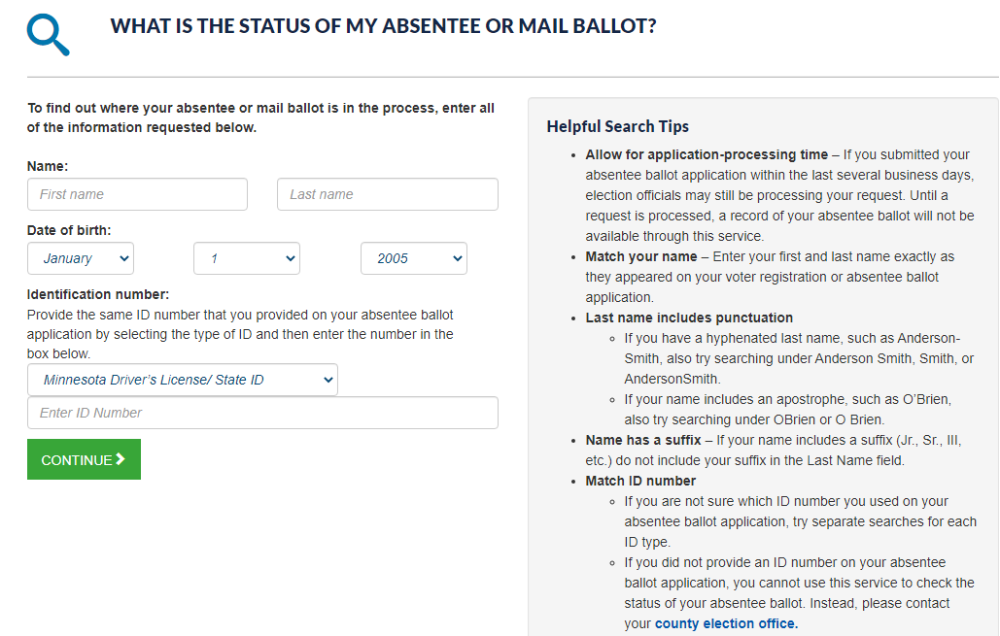 WHAT IS THE STATUS OF MY ABSENTEE OR MAIL BALLOT?
To find out where your absentee or mail ballot is in the process, enter all
of the information requested below.
Name:
First name
Last name
Date of birth:
January
1
2005
Identification number:
Provide the same ID number that you provided on your absentee ballot
application by selecting the type of ID and then enter the number in the
box below.
Minnesota Driver's License/ State ID
Enter ID Number
CONTINUE
Helpful Search Tips
• Allow for application-processing time – If you submitted your
absentee ballot application within the last several business days,
election officials may still be processing your request. Until a
request is processed, a record of your absentee ballot will not be
available through this service.
• Match your name – Enter your first and last name exactly as
they appeared on your voter registration or absentee ballot
application.
• Last name includes punctuation
◦ If you have a hyphenated last name, such as Anderson-
Smith, also try searching under Anderson Smith, Smith, or
AndersonSmith.
◦ If your name includes an apostrophe, such as O'Brien,
also try searching under OBrien or O Brien.
• Name has a suffix – If your name includes a suffix (Jr., Sr., III,
etc.) do not include your suffix in the Last Name field.
• Match ID number
◦ If you are not sure which ID number you used on your
absentee ballot application, try separate searches for each
ID type.
◦ If you did not provide an ID number on your absentee
ballot application, you cannot use this service to check the
status of your absentee ballot. Instead, please contact
your county election office.